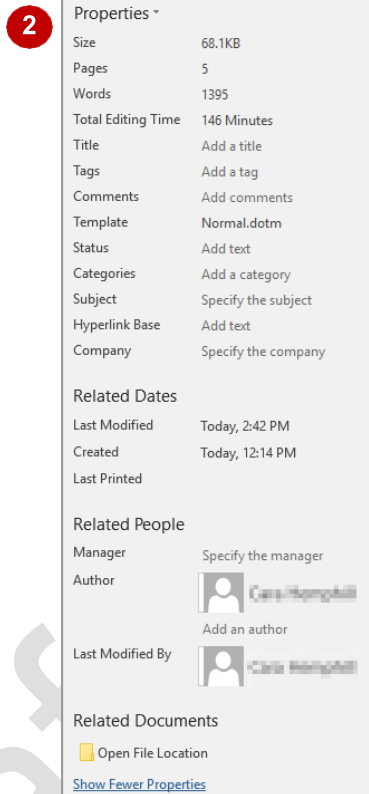 2
Properties
Size 68.1KB
Pages 5
Words 1395
Total Editing Time 146 Minutes
Title Add a title
Tags Add a tag
Comments Add comments
Template Normal.dotm
Status Add text
Categories Add a category
Subject Specify the subject
Hyperlink Base Add text
Company Specify the company
Related Dates
Last Modified Today, 2:42 PM
Created Today, 12:14 PM
Last Printed
Related People
Manager Specify the manager
Author
Add an author
Last Modified By
Related Documents
Open File Location
Show Fewer Properties